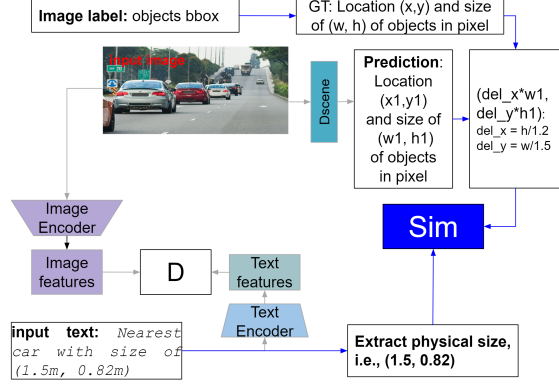 Image label: objects bbox
GT: Location (x,y) and size
of (w, h) of objects in pixel
Input image
Dscene
Prediction:
Location
(x1,y1)
and size of
(w1, h1)
of objects
in pixel
(del_x*w1,
del_y*h1):
del_x = h/1.2
del_y = w/1.5
Image
Encoder
Sim
Image
features
D
Text
features
Text
Encoder
input text: Nearest
car with size of
(1.5m, 0.82m)
Extract physical size,
i.e., (1.5, 0.82)